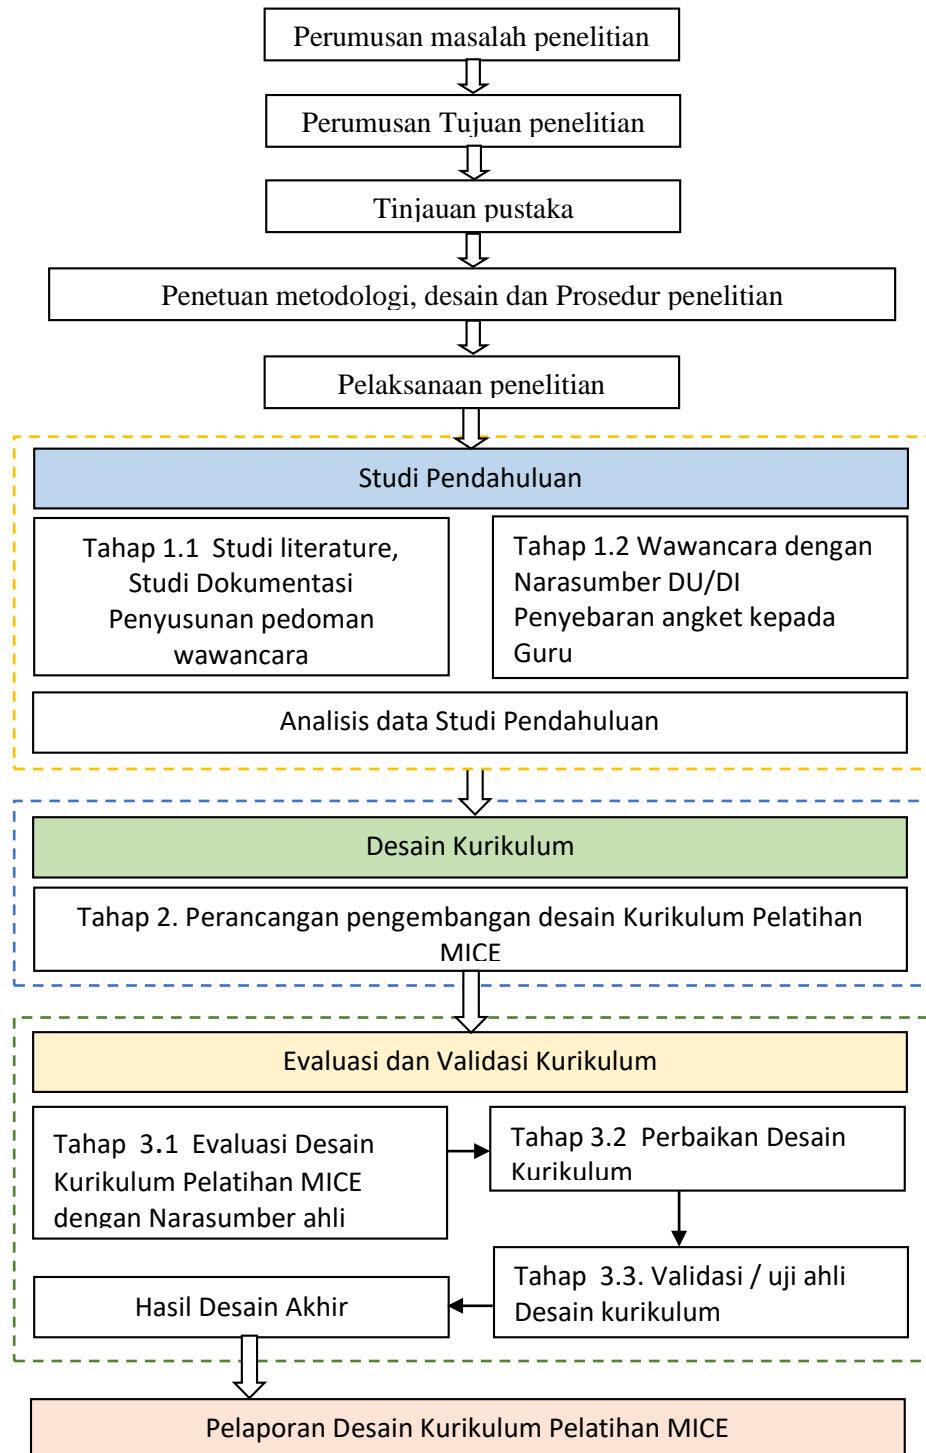 Perumusan masalah penelitian
Perumusan Tujuan penelitian
Tinjauan pustaka
Penetuan metodologi, desain dan Prosedur penelitian
Pelaksanaan penelitian
Studi Pendahuluan
Tahap 1.1 Studi literature,
Studi Dokumentasi
Penyusunan pedoman
wawancara
Tahap 1.2 Wawancara dengan
Narasumber DU/DI
Penyebaran angket kepada
Guru
Analisis data Studi Pendahuluan
Desain Kurikulum
Tahap 2. Perancangan pengembangan desain Kurikulum Pelatihan
MICE
Evaluasi dan Validasi Kurikulum
Tahap 3.1 Evaluasi Desain
Kurikulum Pelatihan MICE
dengan Narasumber ahli
Tahap 3.2 Perbaikan Desain
Kurikulum
Tahap 3.3. Validasi / uji ahli
Desain kurikulum
Hasil Desain Akhir
Pelaporan Desain Kurikulum Pelatihan MICE